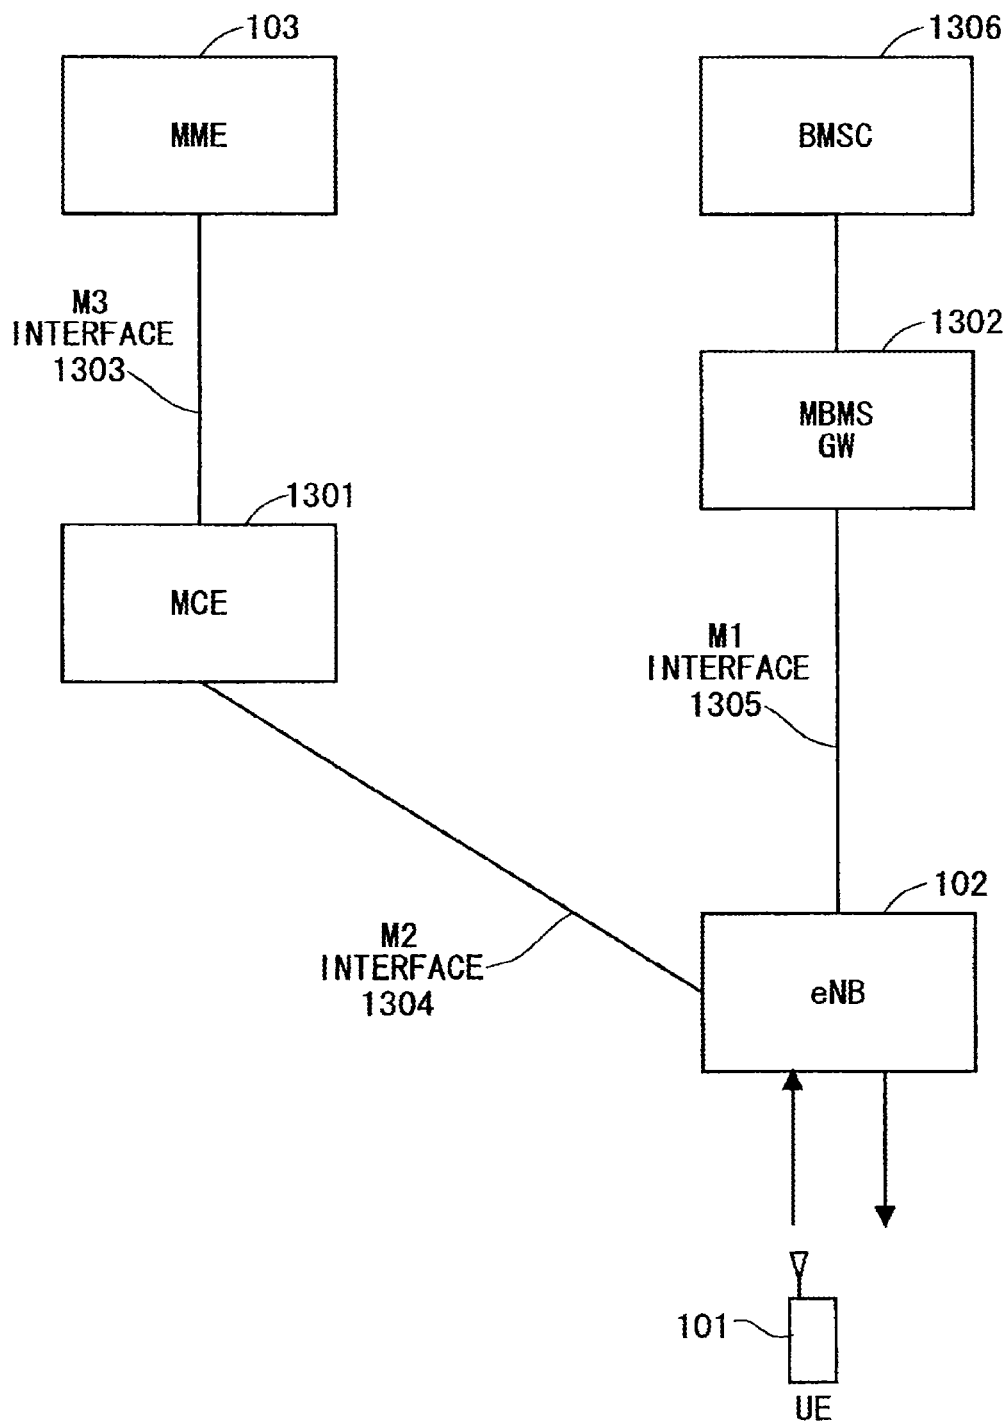 103
1306
MME
BMSC
M3
INTERFACE
1303
1302
MBMS
GW
1301
MCE
M1
INTERFACE
1305
102
M2
INTERFACE
1304
eNB
101
UE